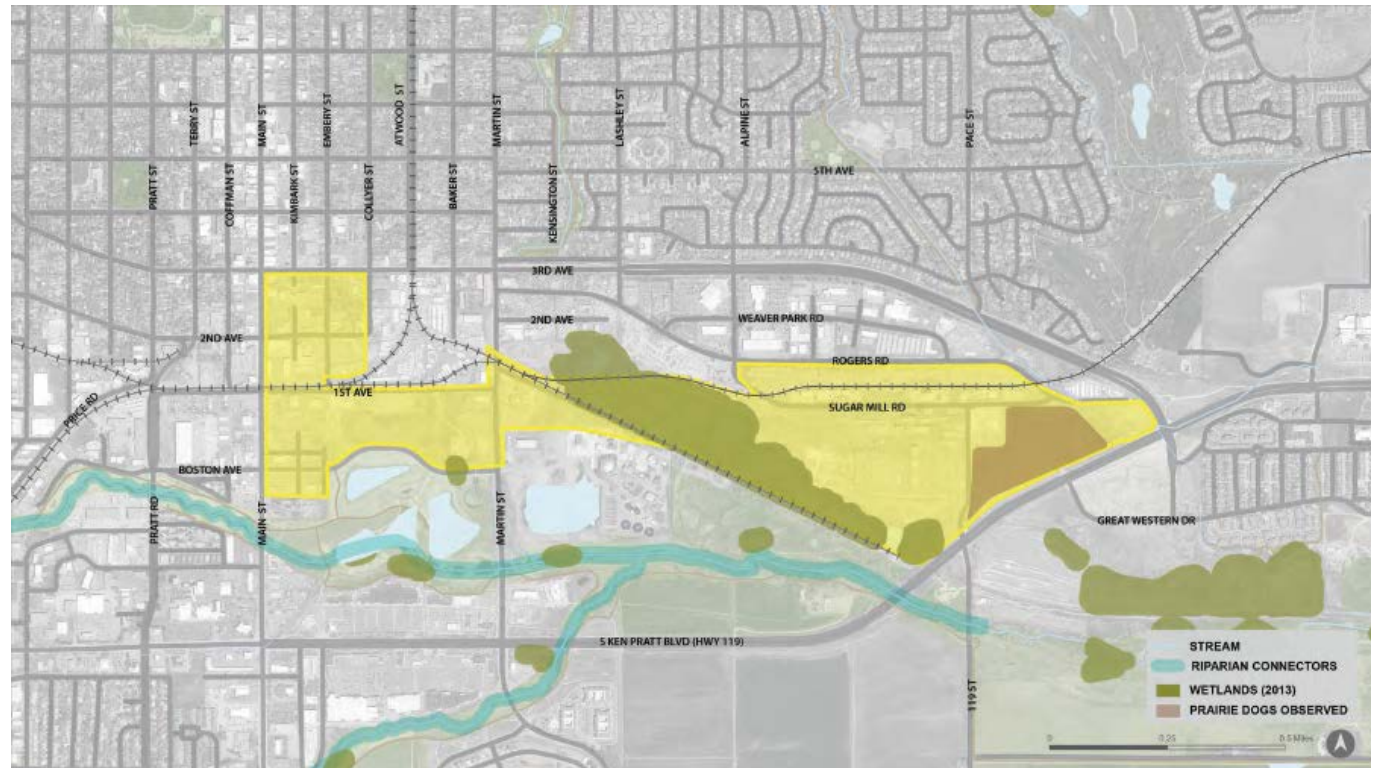 TERRY ST
MAIN ST
EMBERY ST
ATWOOD ST
MARTIN ST
LASHLEY ST
ALPINE ST
PACE ST
PRATT ST
COFFMAN ST
KIMBARK ST
COLLYER ST
BAKER ST
KENSINGTON ST
5TH AVE
3RD AVE
2ND AVE
2ND AVE
WEAVER PARK RD
ROGERS RD
1ST AVE
SUGAR MILL RD
PRICE RD
BOSTON AVE
PRATT RD
MAIN ST
MARTIN ST
GREAT WESTERN DR
S KEN PRATT BLVD (HWY 119)
119 ST
STREAM
RIPARIAN CONNECTORS
WETLANDS (2013)
PRAIRIE DOGS OBSERVED
0 0.25 0.5 Miles